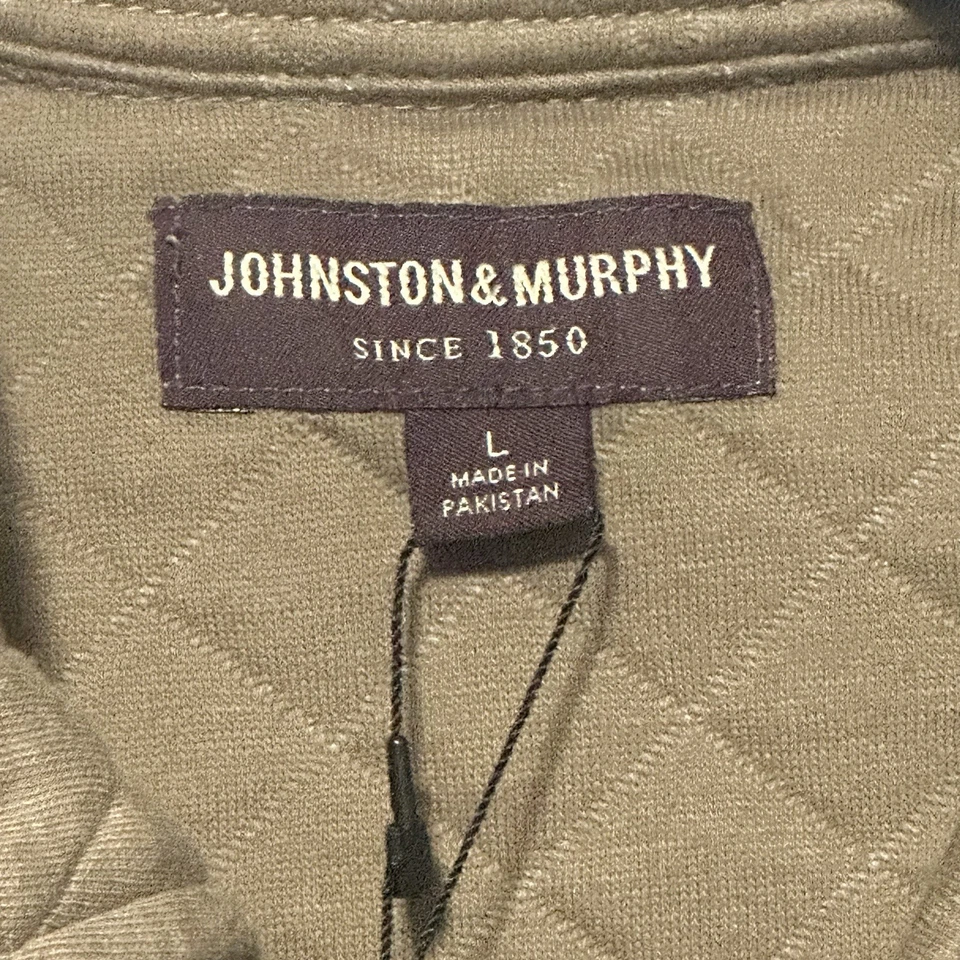 JOHNSTON & MURPHY
SINCE 1850
L
MADE IN
PAKISTAN